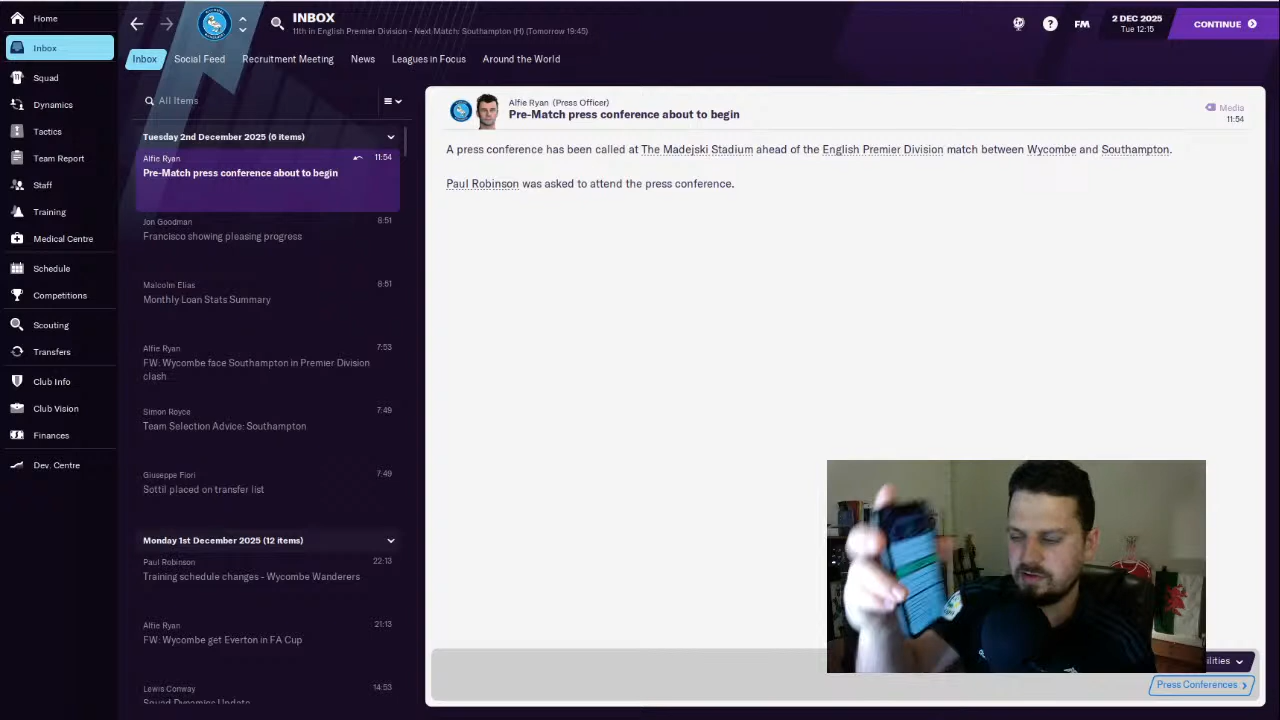 Home
INBOX
11th in English Premier Division - Next Match: Southampton (H) (Tomorrow 19:45)
FM
2 DEC 2025
Tue 12:15
CONTINUE
Inbox
Squad
Dynamics
Tactics
Team Report
Staff
Training
Medical Centre
Schedule
Competitions
Scouting
Transfers
Club Info
Club Vision
Finances
Dev. Centre
Inbox
Social Feed
Recruitment Meeting
News
Leagues in Focus
Around the World
All Items
Tuesday 2nd December 2025 (6 items)
Alfie Ryan
11:54
Pre-Match press conference about to begin
Jon Goodman
8:51
Francisco showing pleasing progress
Malcolm Elias
8:51
Monthly Loan Stats Summary
Alfie Ryan
7:53
FW: Wycombe face Southampton in Premier Division
clash
Simon Royce
7:49
Team Selection Advice: Southampton
Giuseppe Fiori
7:49
Sottil placed on transfer list
Monday 1st December 2025 (12 items)
Paul Robinson
22:13
Training schedule changes - Wycombe Wanderers
Alfie Ryan
21:13
FW: Wycombe get Everton in FA Cup
Lewis Conway
14:53
Squad Dynamics Update
Alfie Ryan (Press Officer)
Pre-Match press conference about to begin
Media
11:54
A press conference has been called at The Madejski Stadium ahead of the English Premier Division match between Wycombe and Southampton.
Paul Robinson was asked to attend the press conference.
ilities
Press Conferences